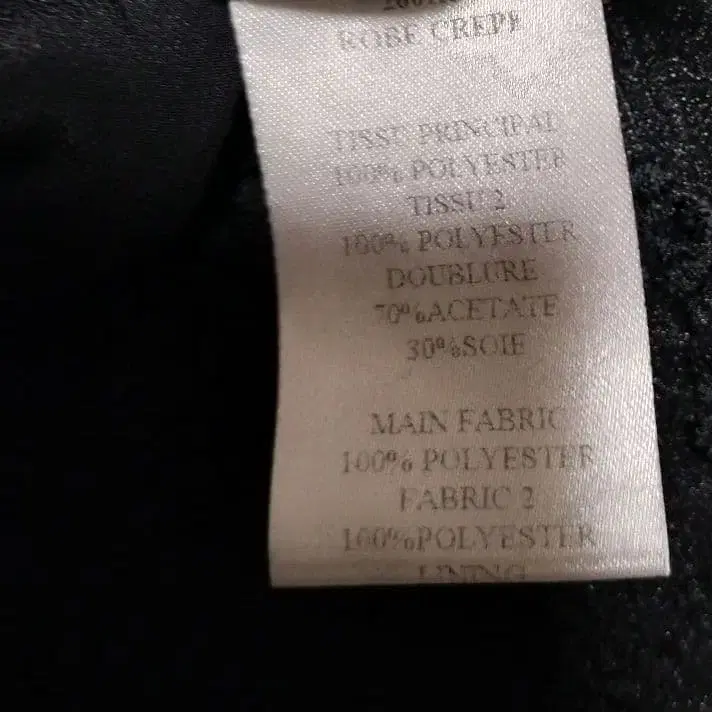 ROBE CREPE
TISSU PRINCIPAL
100% POLYESTER
TISSU 2
100% POLYESTER
DOUBLURE
70%ACETATE
30%SOIE
MAIN FABRIC
100% POLYESTER
FABRIC 2
100%POLYESTER
LINING